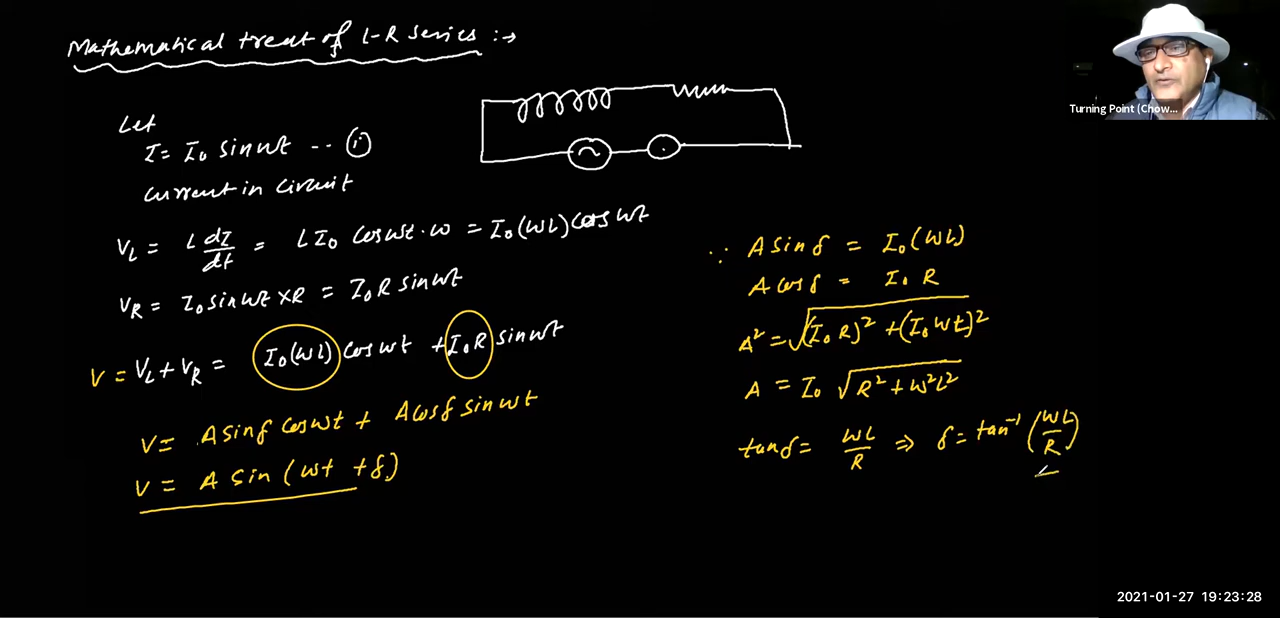 Mathematical treat of L-R series :→
Let
I = I₀ sinωt -- ①
current in circuit
V_L = L dI/dt = L I₀ cosωt · ω = I₀(ωL) cosωt
V_R = I₀ sinωt × R = I₀ R sinωt
V = V_L + V_R = I₀(ωL) cosωt + I₀R sinωt
V = A sinδ cosωt + A cosδ sinωt
V = A sin(ωt + δ)
∵ A sinδ = I₀(ωL)
A cosδ = I₀ R
A² = √(I₀R)² + (I₀ωt)²
A = I₀ √R² + ω²L²
tanδ = ωL/R ⇒ δ = tan⁻¹(ωL/R)
Turning Point (Chow...
2021-01-27 19:23:28